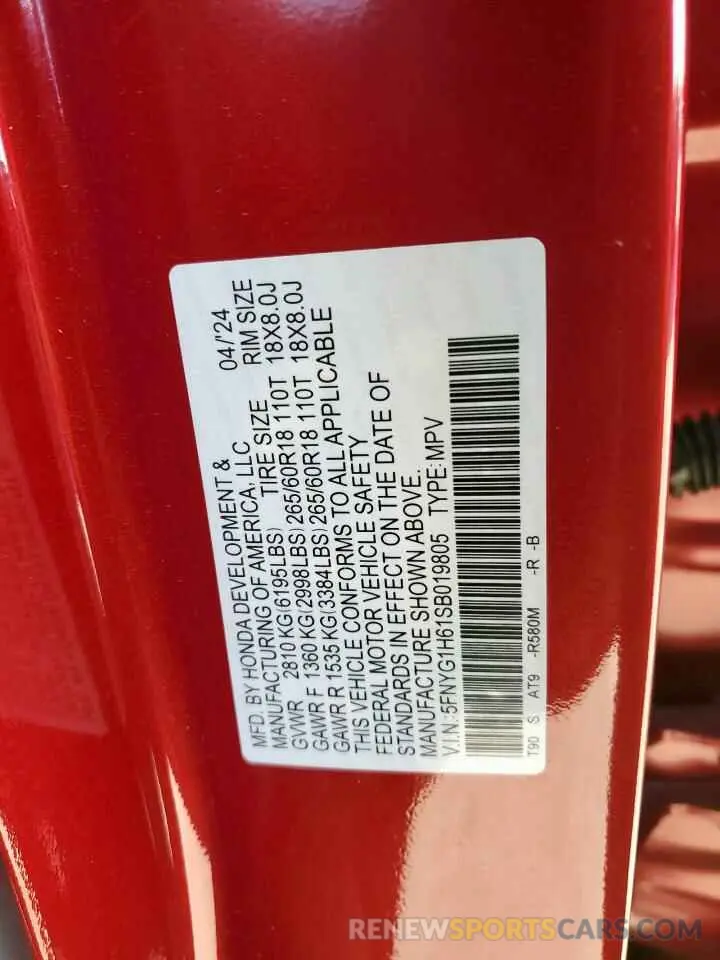 MFD. BY HONDA DEVELOPMENT & 04/'24
MANUFACTURING OF AMERICA, LLC
TIRE SIZE RIM SIZE
GVWR 2810 KG(6195LBS)
GAWR F 1360 KG(2998LBS) 265/60R18 110T 18X8.0J
GAWR R 1535 KG(3384LBS) 265/60R18 110T 18X8.0J
THIS VEHICLE CONFORMS TO ALL APPLICABLE
FEDERAL MOTOR VEHICLE SAFETY
STANDARDS IN EFFECT ON THE DATE OF
MANUFACTURE SHOWN ABOVE.
V.I.N.:5FNYG1H61SB019805 TYPE:MPV
T90 S AT9 -R580M -R -B
RENEWSPORTSCARS.COM